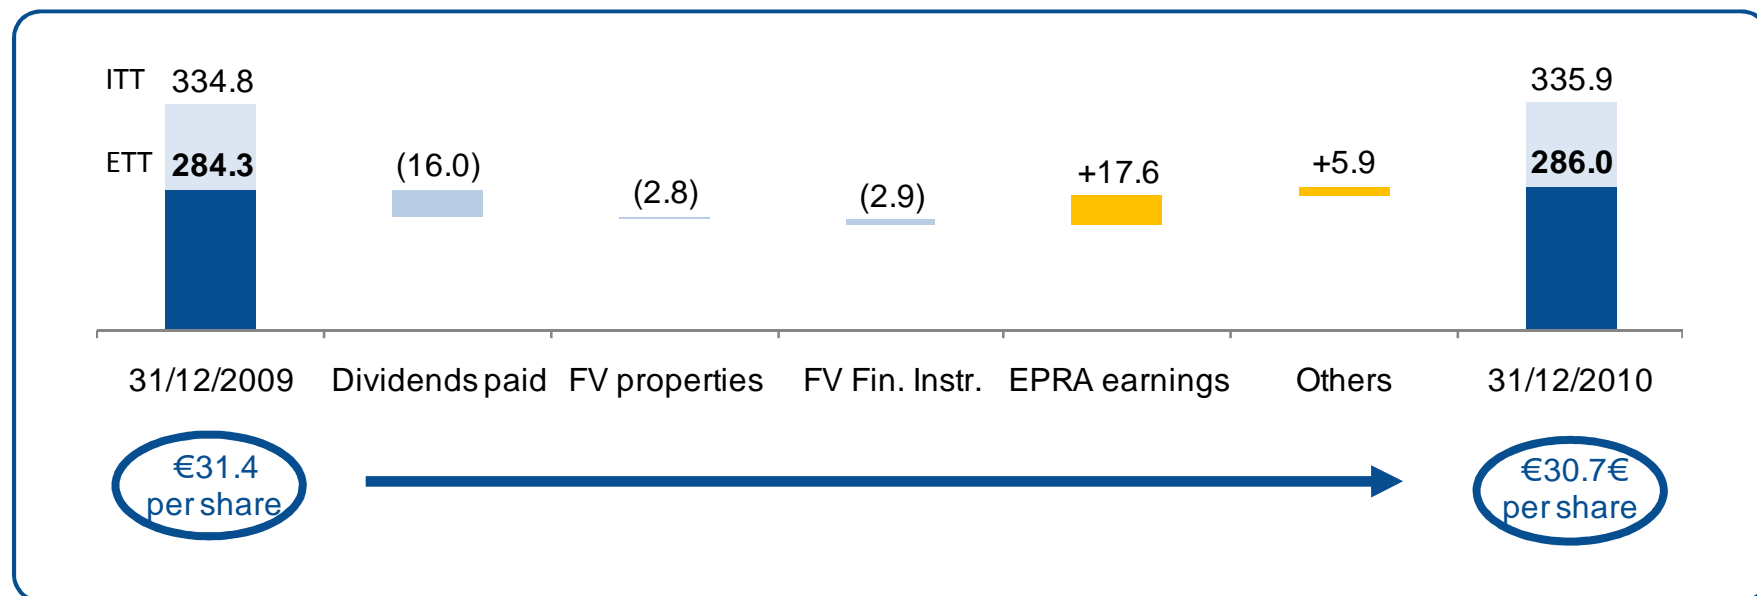 ITT 334.8 335.9
ETT 284.3 (16.0) (2.8) (2.9) +17.6 +5.9 286.0
31/12/2009 Dividends paid FV properties FV Fin. Instr. EPRA earnings Others 31/12/2010
€31.4
per share
€30.7€
per share